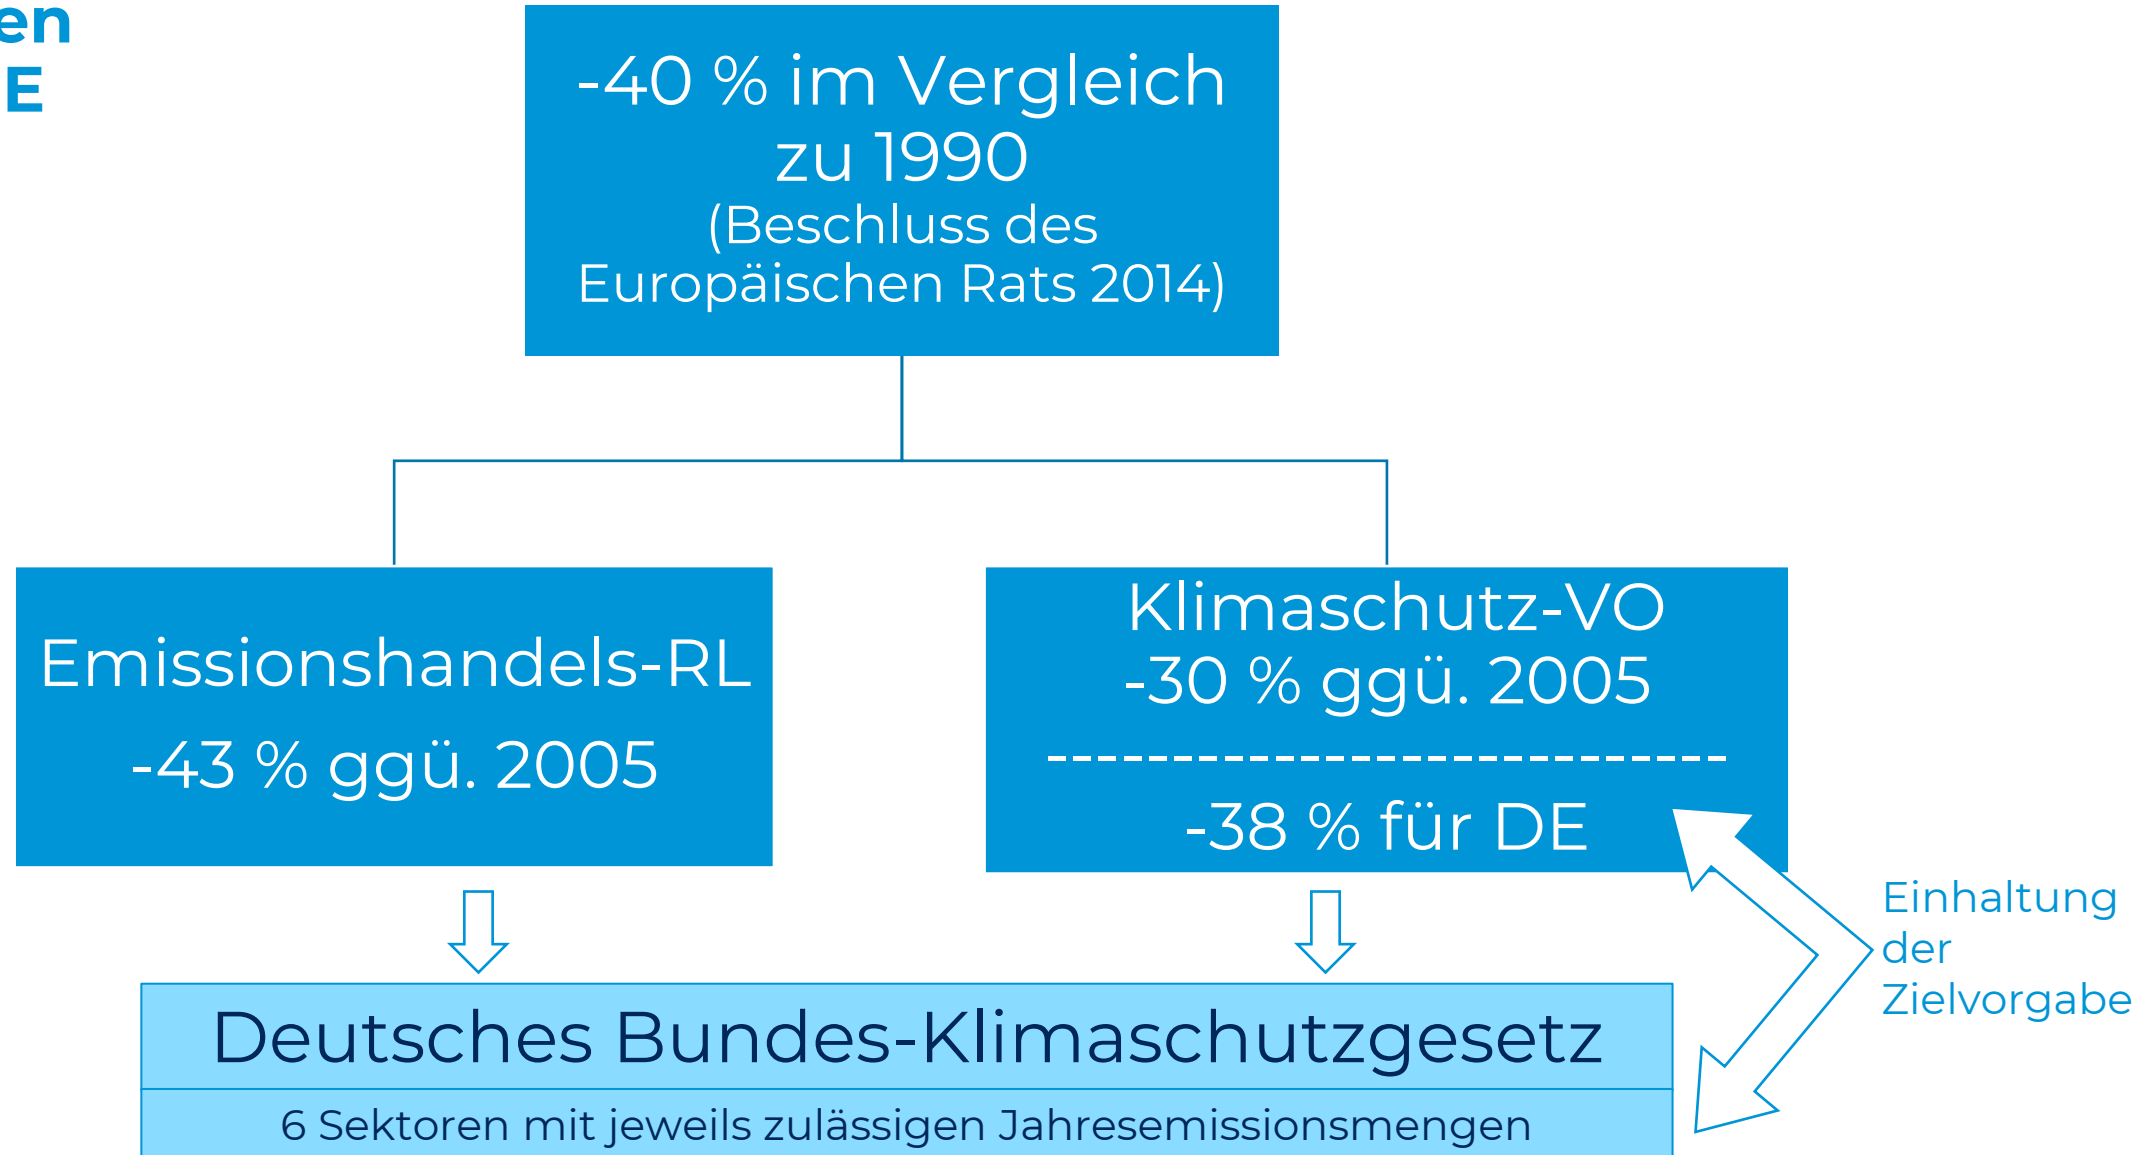 en
E
-40 % im Vergleich
zu 1990
(Beschluss des
Europäischen Rats 2014)
Emissionshandels-RL
-43 % ggü. 2005
Klimaschutz-VO
-30 % ggü. 2005
-38 % für DE
Einhaltung
der
Zielvorgabe
Deutsches Bundes-Klimaschutzgesetz
6 Sektoren mit jeweils zulässigen Jahresemissionsmengen